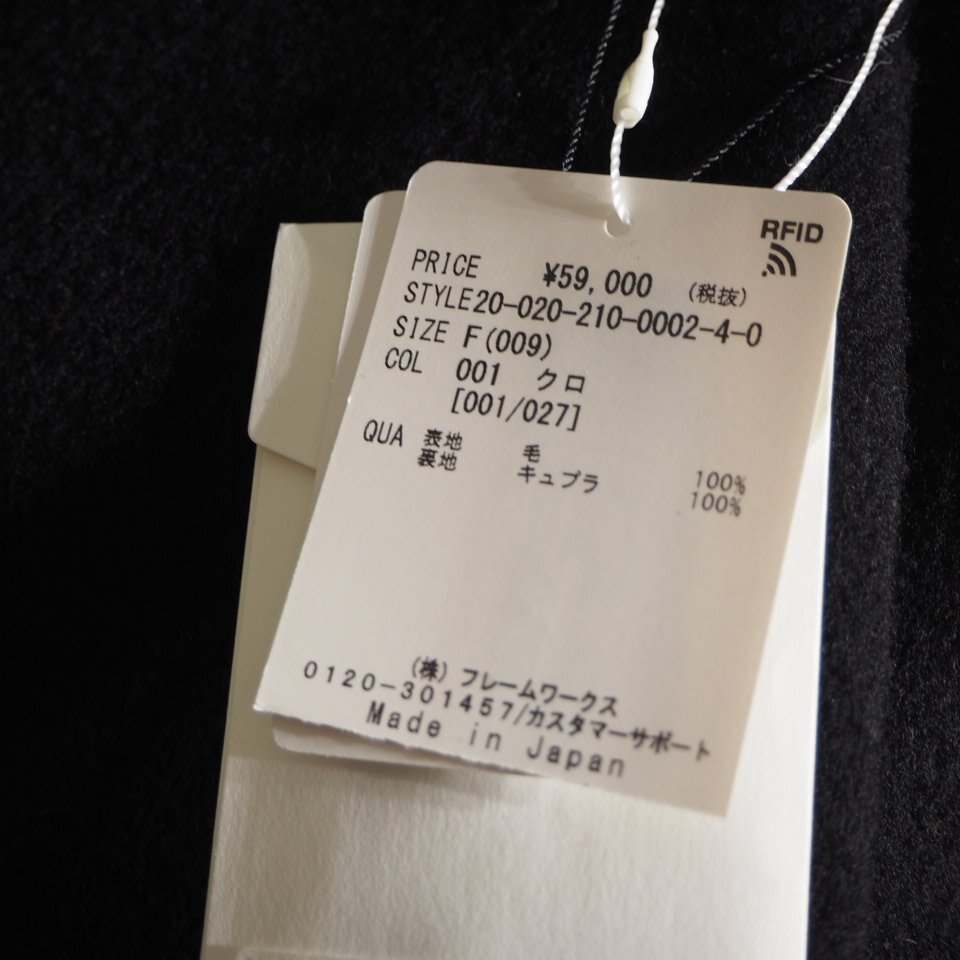 RFID
PRICE ¥59,000 (税抜)
STYLE20-020-210-0002-4-0
SIZE F(009)
COL 001 クロ
[001/027]
QUA 表地 毛 100%
裏地 キュプラ 100%
(株) フレームワークス
0120-301457/カスタマーサポート
Made in Japan